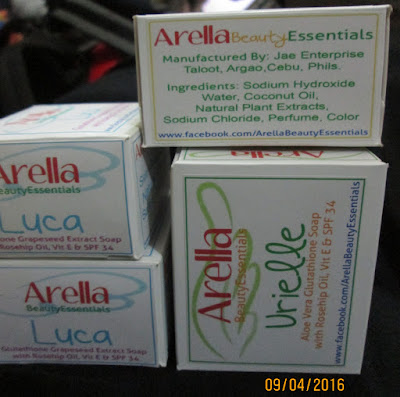 Arella BeautyEssentials
Manufactured By: Jae Enterprise
Taloot, Argao,Cebu, Phils.
Ingredients: Sodium Hydroxide
Water, Coconut Oil,
Natural Plant Extracts,
Sodium Chloride, Perfume, Color
www.facebook.com/ArellaBeautyEssentials
Arella
BeautyEssentials
Luca
Grapeseed Extract Soap
Rosehip Oil, Vit E & SPF 34
Arella
BeautyEssentials
Luca
Glutathione Grapeseed Extract Soap
with Rosehip Oil, Vit E & SPF 34
Arella
BeautyEssentials
Urielle
Aloe Vera Glutathione Soap
with Rosehip Oil, Vit E & SPF 34
www.facebook.com/ArellaBeautyEssentials
09/04/2016